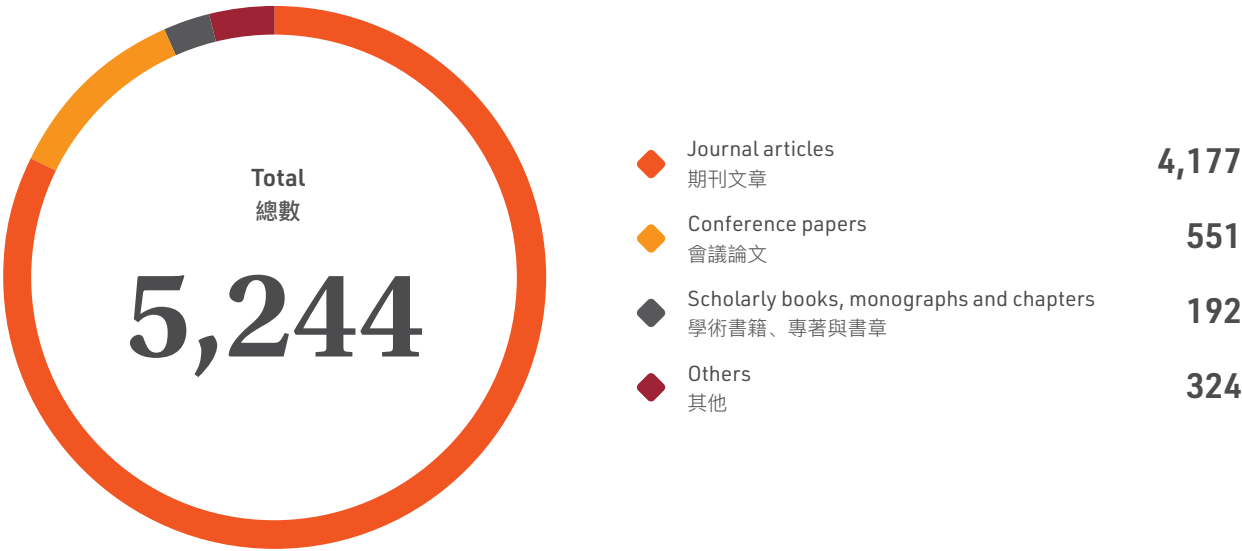 Total
總數
5,244
Journal articles
期刊文章
4,177
Conference papers
會議論文
551
Scholarly books, monographs and chapters
學術書籍、專著與書章
192
Others
其他
324